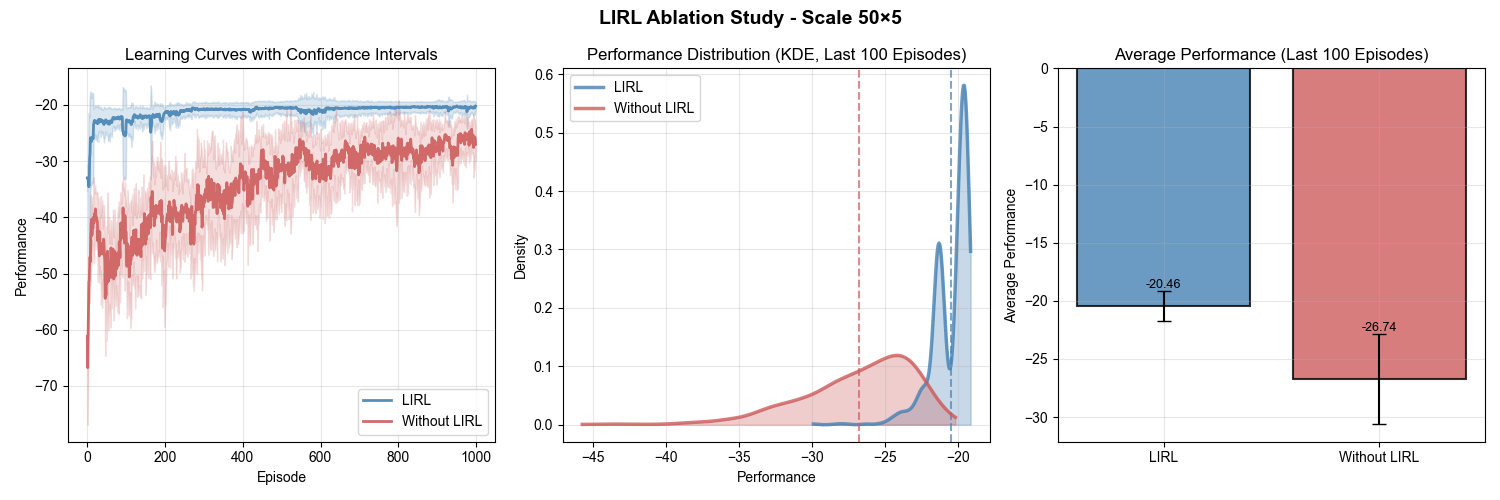 LIRL Ablation Study - Scale 50×5
Learning Curves with Confidence Intervals
Performance
−20
−30
−40
−50
−60
−70
0
200
400
600
800
1000
Episode
LIRL
Without LIRL
Performance Distribution (KDE, Last 100 Episodes)
Density
0.6
0.5
0.4
0.3
0.2
0.1
0.0
−45
−40
−35
−30
−25
−20
Performance
LIRL
Without LIRL
Average Performance (Last 100 Episodes)
Average Performance
0
−5
−10
−15
−20
−25
−30
-20.46
-26.74
LIRL
Without LIRL